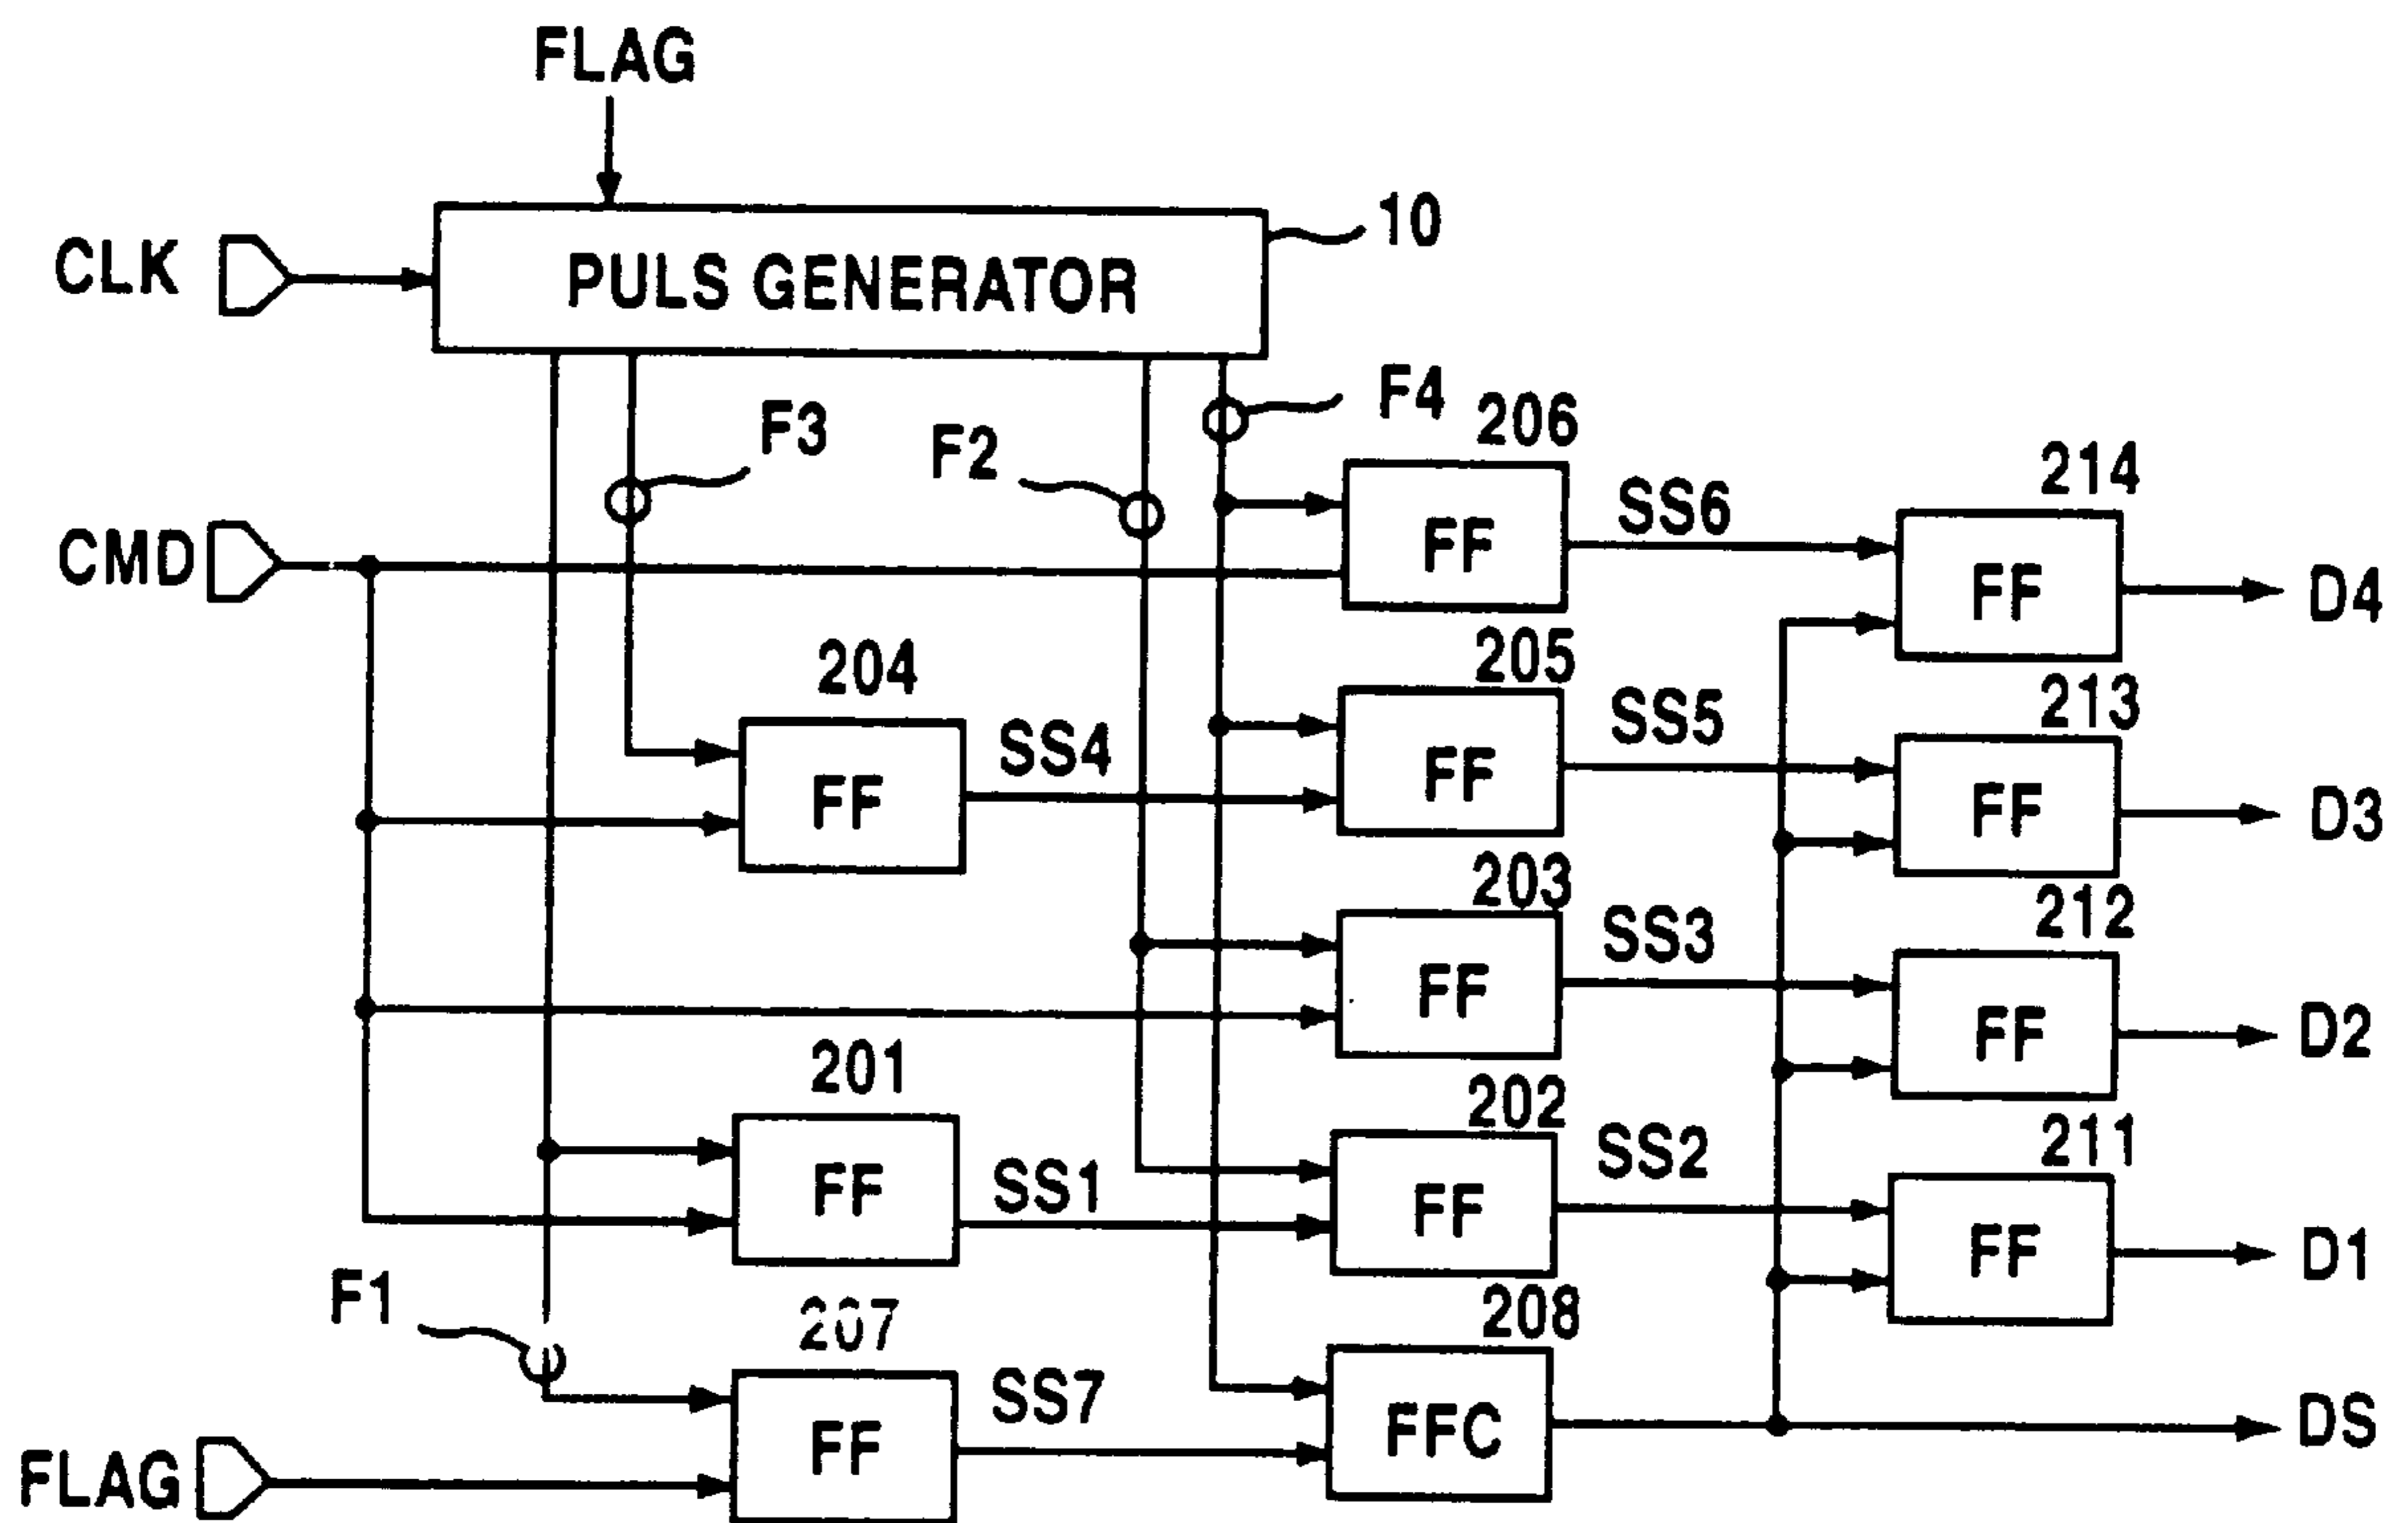 FLAG
CLK
PULS GENERATOR
10
F3
F2
F4
206
FF
SS6
214
FF
D4
CMD
204
FF
SS4
205
FF
SS5
213
FF
D3
203
FF
SS3
212
FF
D2
201
FF
SS1
202
FF
SS2
211
FF
D1
F1
207
FF
SS7
208
FFC
DS
FLAG